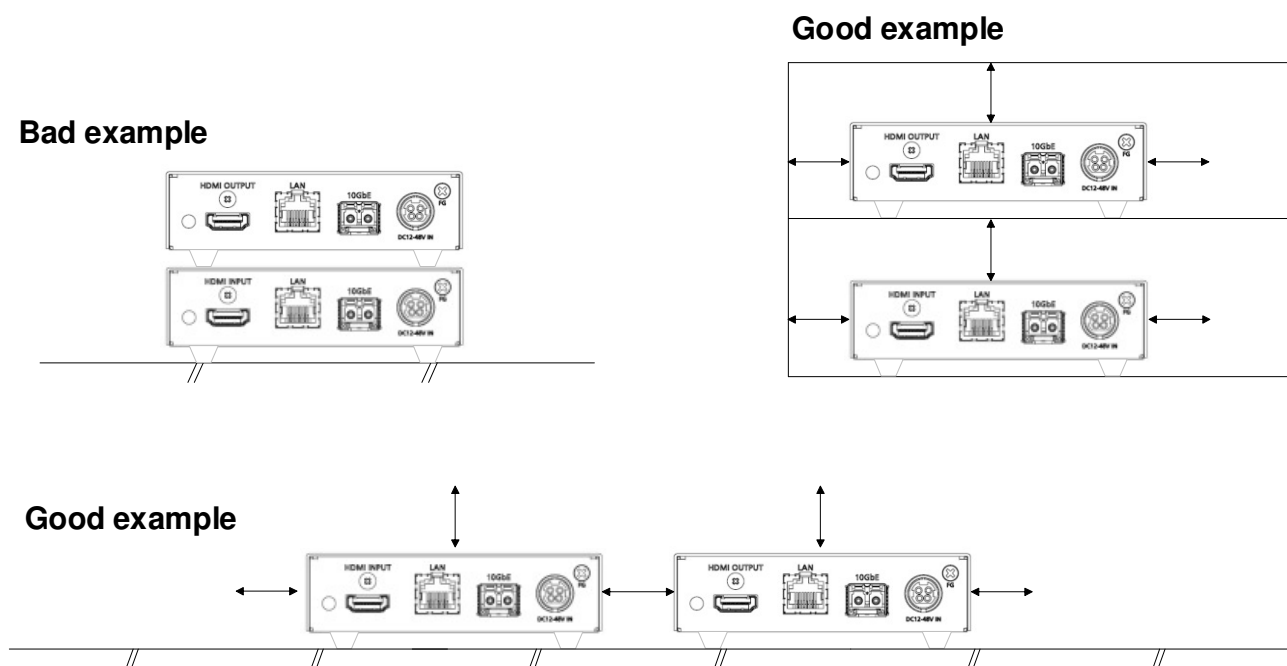 Good example
Bad example
HDMI OUTPUT LAN 10GbE FG
DC12-48V IN
HDMI INPUT LAN 10GbE FG
DC12-48V IN
HDMI OUTPUT LAN 10GbE FG
DC12-48V IN
HDMI INPUT LAN 10GbE FG
DC12-48V IN
Good example
HDMI INPUT LAN 10GbE FG
DC12-48V IN
HDMI OUTPUT LAN 10GbE FG
DC12-48V IN